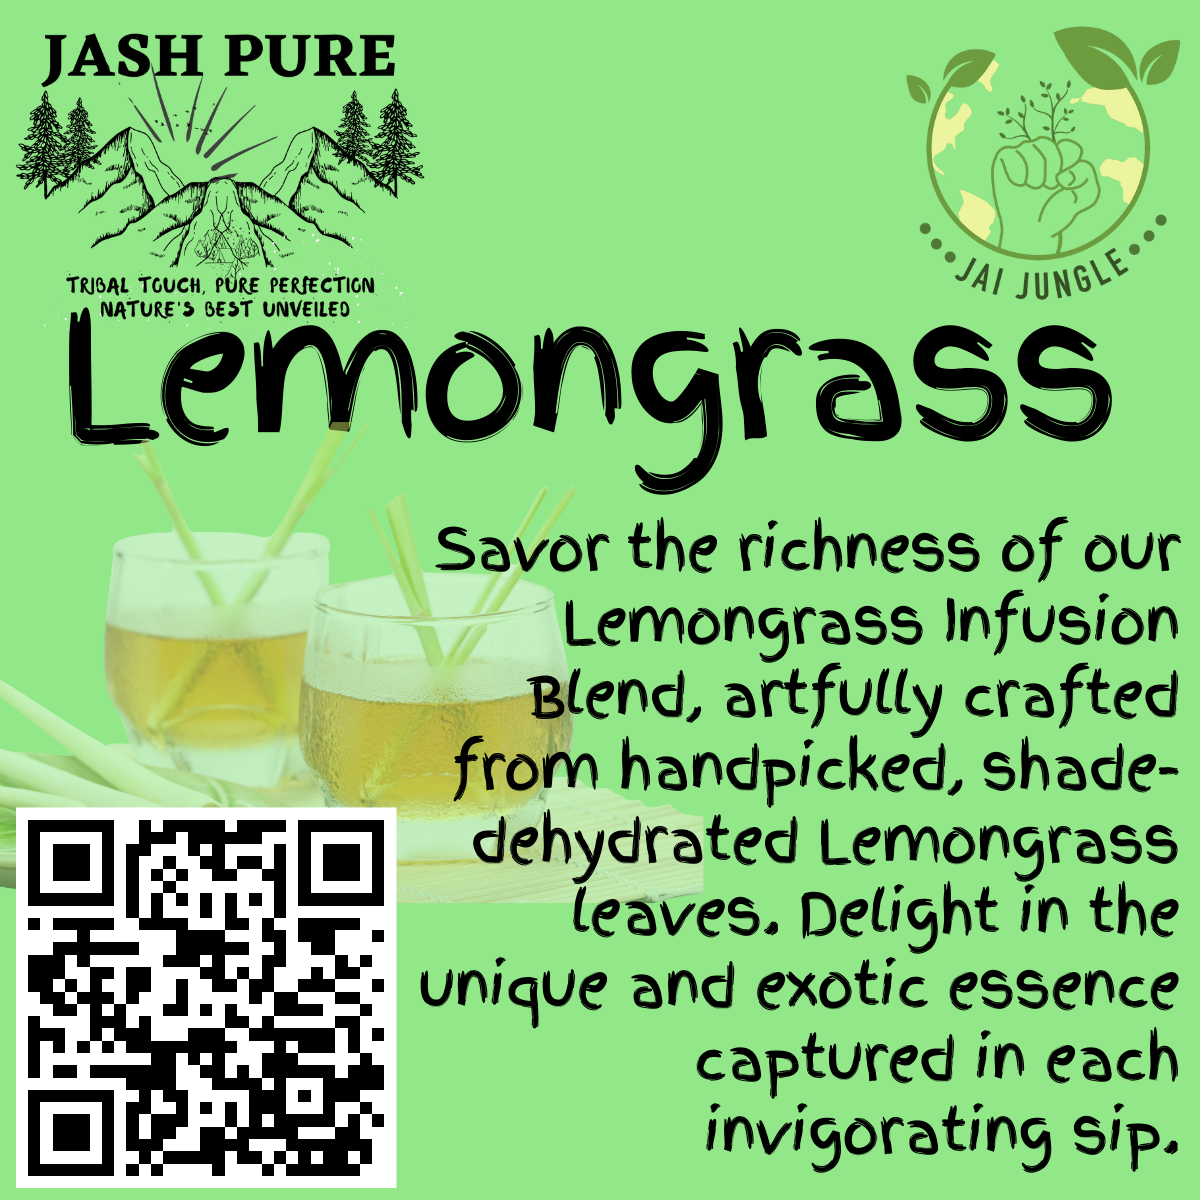 JASH PURE
TRIBAL TOUCH, PURE PERFECTION
NATURE'S BEST UNVEILED
JAI JUNGLE
Lemongrass
Savor the richness of our
Lemongrass Infusion
Blend, artfully crafted
from handpicked, shade-
dehydrated Lemongrass
leaves. Delight in the
unique and exotic essence
captured in each
invigorating sip.